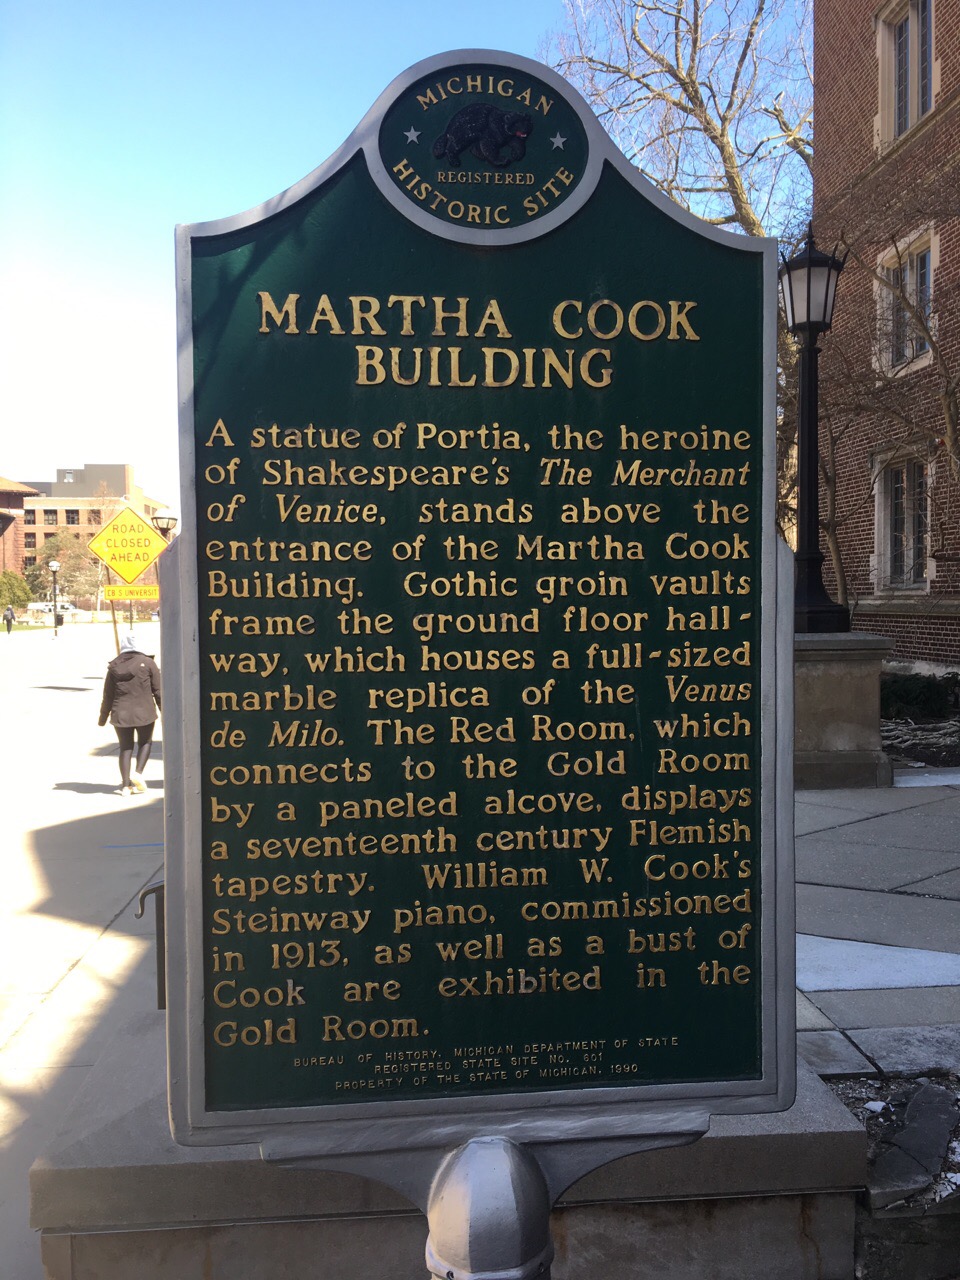 MICHIGAN
REGISTERED
HISTORIC SITE
MARTHA COOK
BUILDING
A statue of Portia, the heroine
of Shakespeare's The Merchant
of Venice, stands above the
entrance of the Martha Cook
Building. Gothic groin vaults
frame the ground floor hall-
way, which houses a full-sized
marble replica of the Venus
de Milo. The Red Room, which
connects to the Gold Room
by a paneled alcove, displays
a seventeenth century Flemish
tapestry. William W. Cook's
Steinway piano, commissioned
in 1913, as well as a bust of
Cook are exhibited in the
Gold Room.
BUREAU OF HISTORY, MICHIGAN DEPARTMENT OF STATE
REGISTERED STATE SITE NO. 601
PROPERTY OF THE STATE OF MICHIGAN, 1990
ROAD
CLOSED
AHEAD